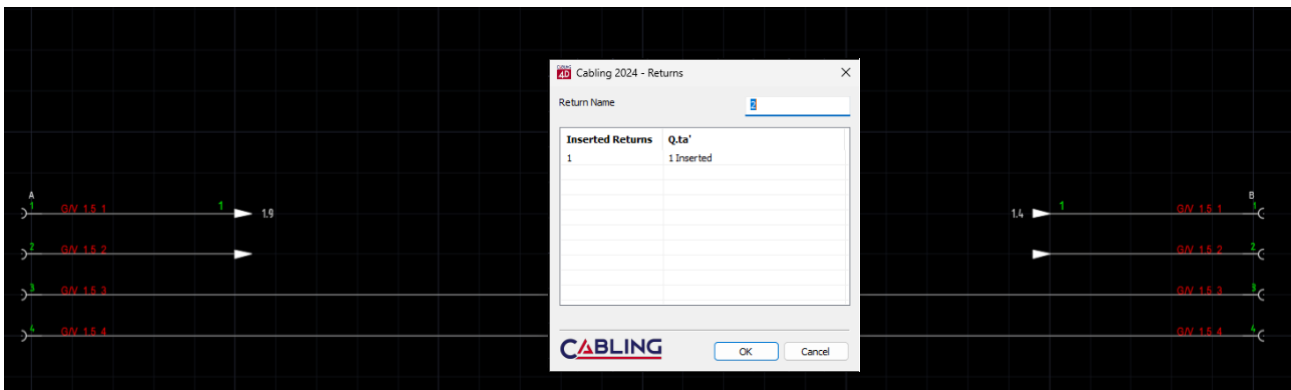 CABLING
4D
Cabling 2024 - Returns
Return Name
2
Inserted Returns Q.ta'
1 1 Inserted
A
1 G/V 1.5 1 1 1.9
2 G/V 1.5 2
3 G/V 1.5 3
4 G/V 1.5 4
B
1.4 1 G/V 1.5 1 1
G/V 1.5 2 2
G/V 1.5 3 3
G/V 1.5 4 4
CABLING
OK Cancel